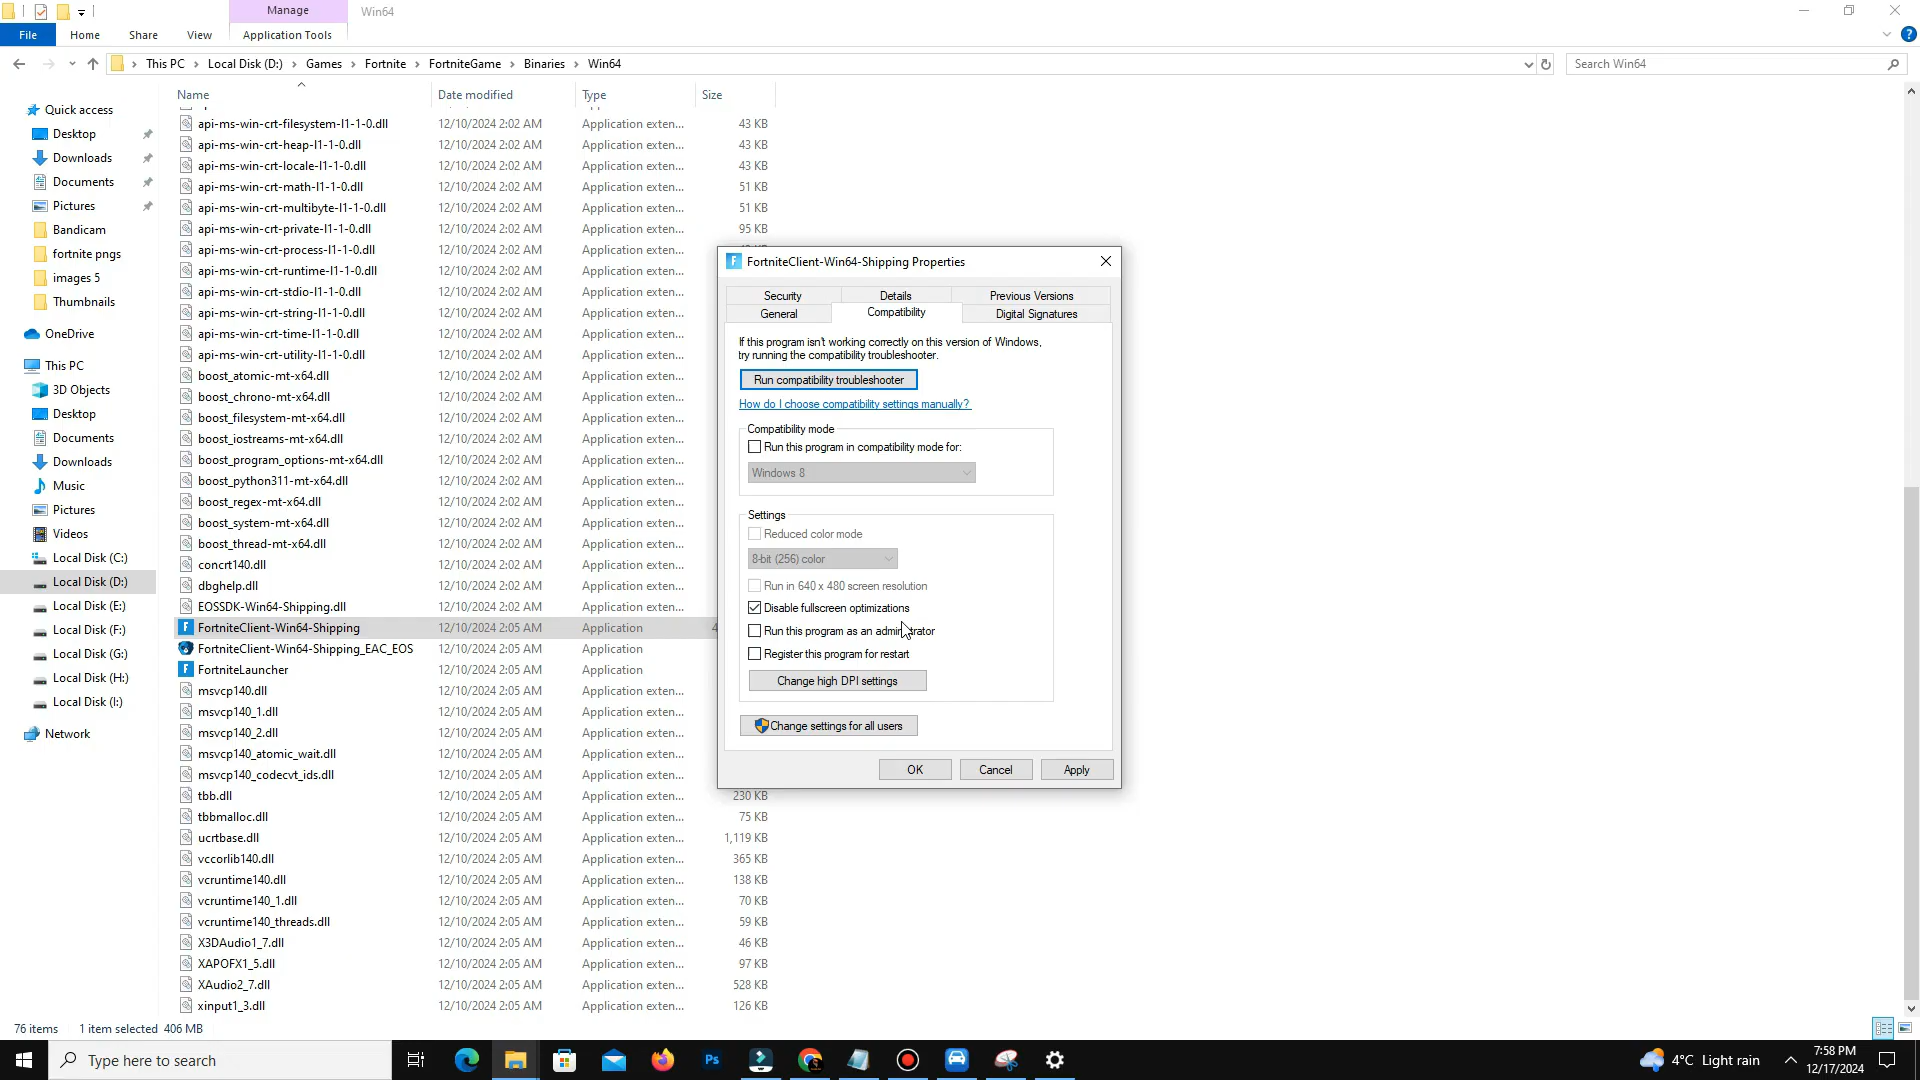 Manage
Win64
File
Home
Share
View
Application Tools
This PC
Local Disk (D:)
Games
Fortnite
FortniteGame
Binaries
Win64
Search Win64
Name
Date modified
Type
Size
api-ms-win-crt-filesystem-l1-1-0.dll 12/10/2024 2:02 AM Application exten... 43 KB
api-ms-win-crt-heap-l1-1-0.dll 12/10/2024 2:02 AM Application exten... 43 KB
api-ms-win-crt-locale-l1-1-0.dll 12/10/2024 2:02 AM Application exten... 43 KB
api-ms-win-crt-math-l1-1-0.dll 12/10/2024 2:02 AM Application exten... 51 KB
api-ms-win-crt-multibyte-l1-1-0.dll 12/10/2024 2:02 AM Application exten... 51 KB
api-ms-win-crt-private-l1-1-0.dll 12/10/2024 2:02 AM Application exten... 95 KB
api-ms-win-crt-process-l1-1-0.dll 12/10/2024 2:02 AM Application exten...
api-ms-win-crt-runtime-l1-1-0.dll 12/10/2024 2:02 AM Application exten...
api-ms-win-crt-stdio-l1-1-0.dll 12/10/2024 2:02 AM Application exten...
api-ms-win-crt-string-l1-1-0.dll 12/10/2024 2:02 AM Application exten...
api-ms-win-crt-time-l1-1-0.dll 12/10/2024 2:02 AM Application exten...
api-ms-win-crt-utility-l1-1-0.dll 12/10/2024 2:02 AM Application exten...
boost_atomic-mt-x64.dll 12/10/2024 2:02 AM Application exten...
boost_chrono-mt-x64.dll 12/10/2024 2:02 AM Application exten...
boost_filesystem-mt-x64.dll 12/10/2024 2:02 AM Application exten...
boost_iostreams-mt-x64.dll 12/10/2024 2:02 AM Application exten...
boost_program_options-mt-x64.dll 12/10/2024 2:02 AM Application exten...
boost_python311-mt-x64.dll 12/10/2024 2:02 AM Application exten...
boost_regex-mt-x64.dll 12/10/2024 2:02 AM Application exten...
boost_system-mt-x64.dll 12/10/2024 2:02 AM Application exten...
boost_thread-mt-x64.dll 12/10/2024 2:02 AM Application exten...
concrt140.dll 12/10/2024 2:02 AM Application exten...
dbghelp.dll 12/10/2024 2:02 AM Application exten...
EOSSDK-Win64-Shipping.dll 12/10/2024 2:02 AM Application exten...
FortniteClient-Win64-Shipping 12/10/2024 2:05 AM Application 4
FortniteClient-Win64-Shipping_EAC_EOS 12/10/2024 2:05 AM Application
FortniteLauncher 12/10/2024 2:05 AM Application
msvcp140.dll 12/10/2024 2:05 AM Application exten...
msvcp140_1.dll 12/10/2024 2:05 AM Application exten...
msvcp140_2.dll 12/10/2024 2:05 AM Application exten...
msvcp140_atomic_wait.dll 12/10/2024 2:05 AM Application exten...
msvcp140_codecvt_ids.dll 12/10/2024 2:05 AM Application exten...
tbb.dll 12/10/2024 2:05 AM Application exten... 230 KB
tbbmalloc.dll 12/10/2024 2:05 AM Application exten... 75 KB
ucrtbase.dll 12/10/2024 2:05 AM Application exten... 1,119 KB
vccorlib140.dll 12/10/2024 2:05 AM Application exten... 365 KB
vcruntime140.dll 12/10/2024 2:05 AM Application exten... 138 KB
vcruntime140_1.dll 12/10/2024 2:05 AM Application exten... 70 KB
vcruntime140_threads.dll 12/10/2024 2:05 AM Application exten... 59 KB
X3DAudio1_7.dll 12/10/2024 2:05 AM Application exten... 46 KB
XAPOFX1_5.dll 12/10/2024 2:05 AM Application exten... 97 KB
XAudio2_7.dll 12/10/2024 2:05 AM Application exten... 528 KB
xinput1_3.dll 12/10/2024 2:05 AM Application exten... 126 KB
Quick access
Desktop
Downloads
Documents
Pictures
Bandicam
fortnite pngs
images 5
Thumbnails
OneDrive
This PC
3D Objects
Desktop
Documents
Downloads
Music
Pictures
Videos
Local Disk (C:)
Local Disk (D:)
Local Disk (E:)
Local Disk (F:)
Local Disk (G:)
Local Disk (H:)
Local Disk (I:)
Network
FortniteClient-Win64-Shipping Properties
Security
Details
Previous Versions
General
Compatibility
Digital Signatures
If this program isn't working correctly on this version of Windows,
try running the compatibility troubleshooter.
Run compatibility troubleshooter
How do I choose compatibility settings manually?
Compatibility mode
Run this program in compatibility mode for:
Windows 8
Settings
Reduced color mode
8-bit (256) color
Run in 640 x 480 screen resolution
Disable fullscreen optimizations
Run this program as an administrator
Register this program for restart
Change high DPI settings
Change settings for all users
OK
Cancel
Apply
76 items
1 item selected 406 MB
Type here to search
Ps
4°C Light rain
7:58 PM
12/17/2024